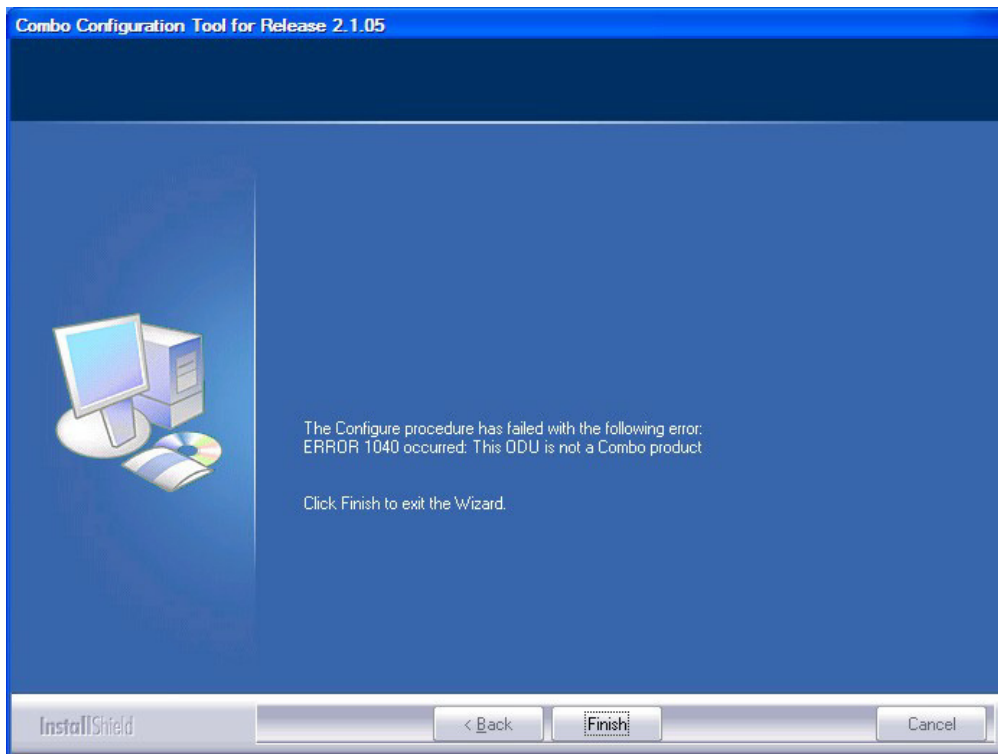 Combo Configuration Tool for Release 2.1.05
The Configure procedure has failed with the following error:
ERROR 1040 occurred: This ODU is not a Combo product
Click Finish to exit the Wizard.
InstallShield
< Back
Finish
Cancel